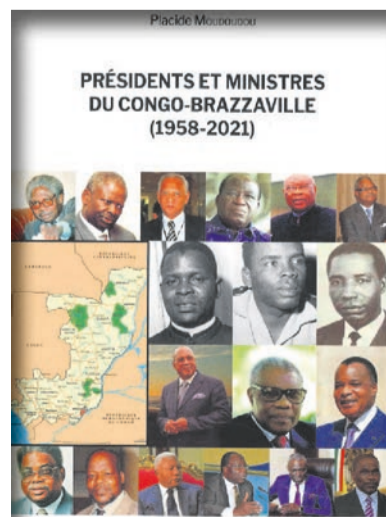 Placide MOUDOUDOU
PRÉSIDENTS ET MINISTRES
DU CONGO-BRAZZAVILLE
(1958-2021)